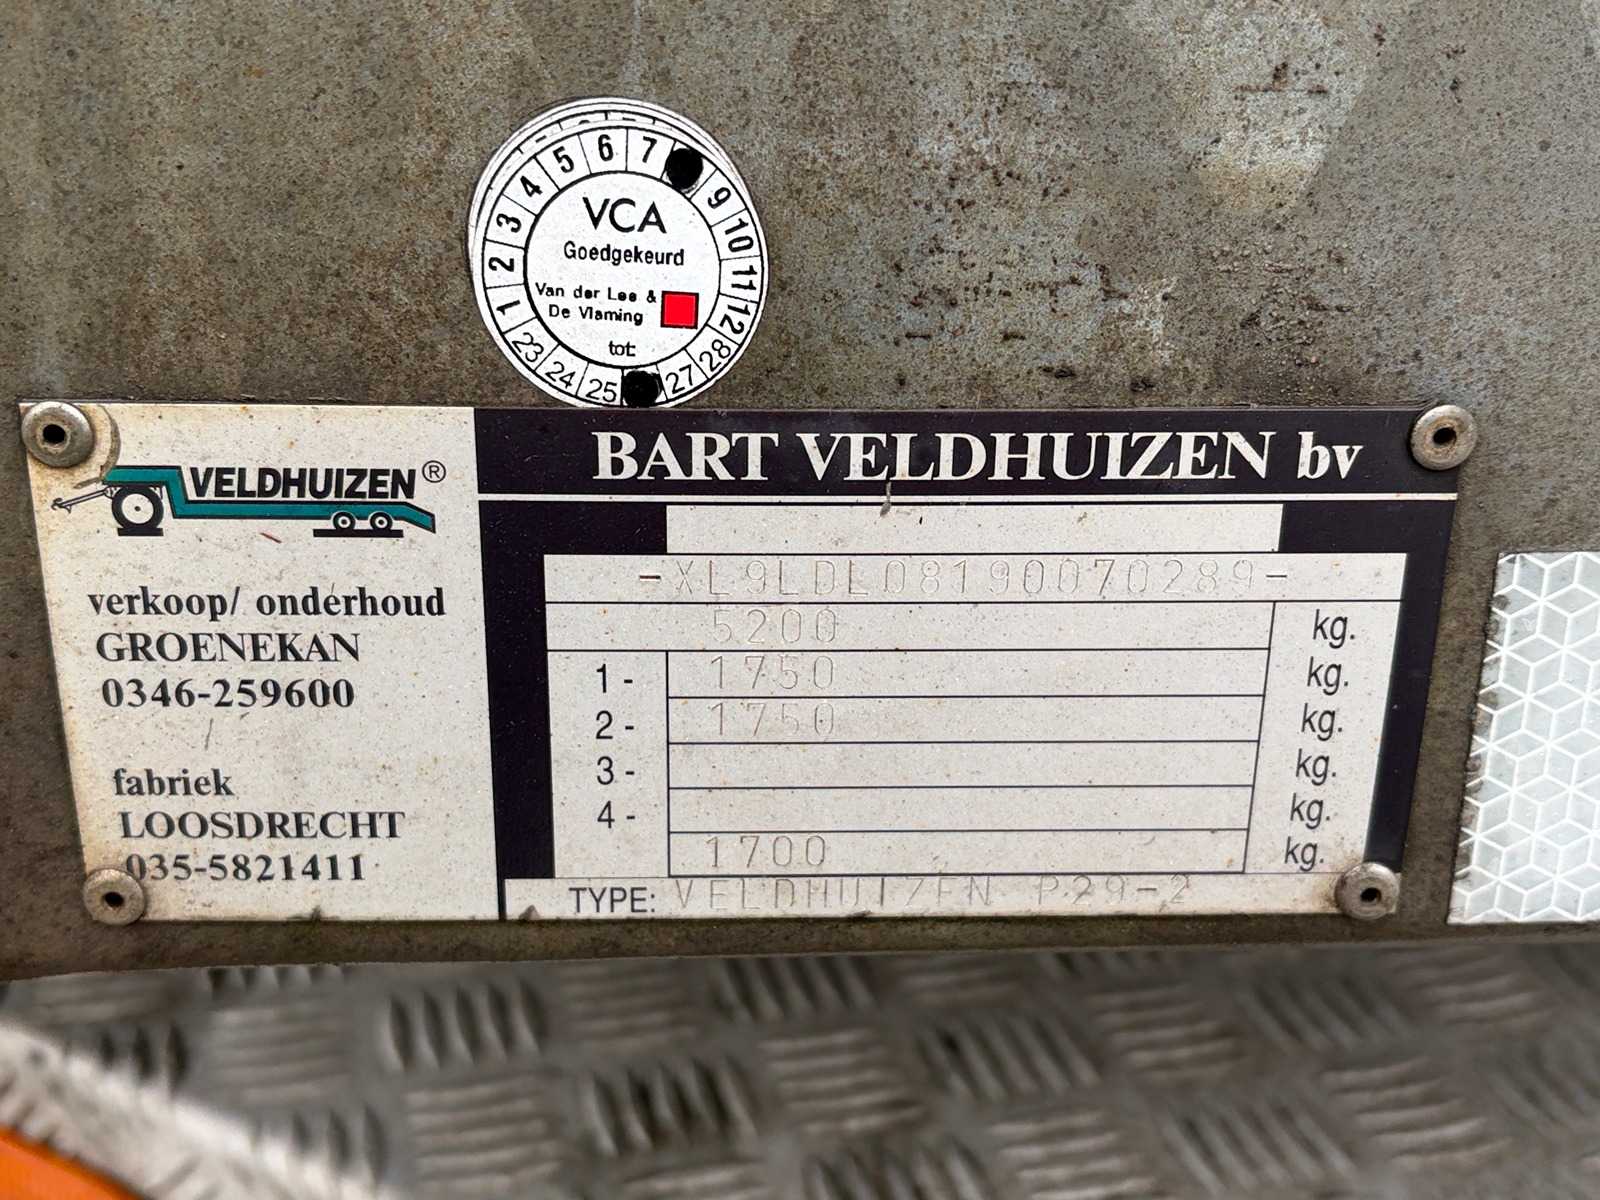 5 6 7 9
4 10
3 11
2 12
1 28
23 24 25 27
VCA
Goedgekeurd
Van der Lee &
De Vlaming
tot:
VELDHUIZEN®
verkoop/ onderhoud
GROENEKAN
0346-259600
fabriek
LOOSDRECHT
035-5821411
BART VELDHUIZEN bv
-XL9LDL08190070289-
5200 kg.
1- 1750 kg.
2- 1750 kg.
3- kg.
4- kg.
1700 kg.
TYPE: VELDHUIZEN P29-2